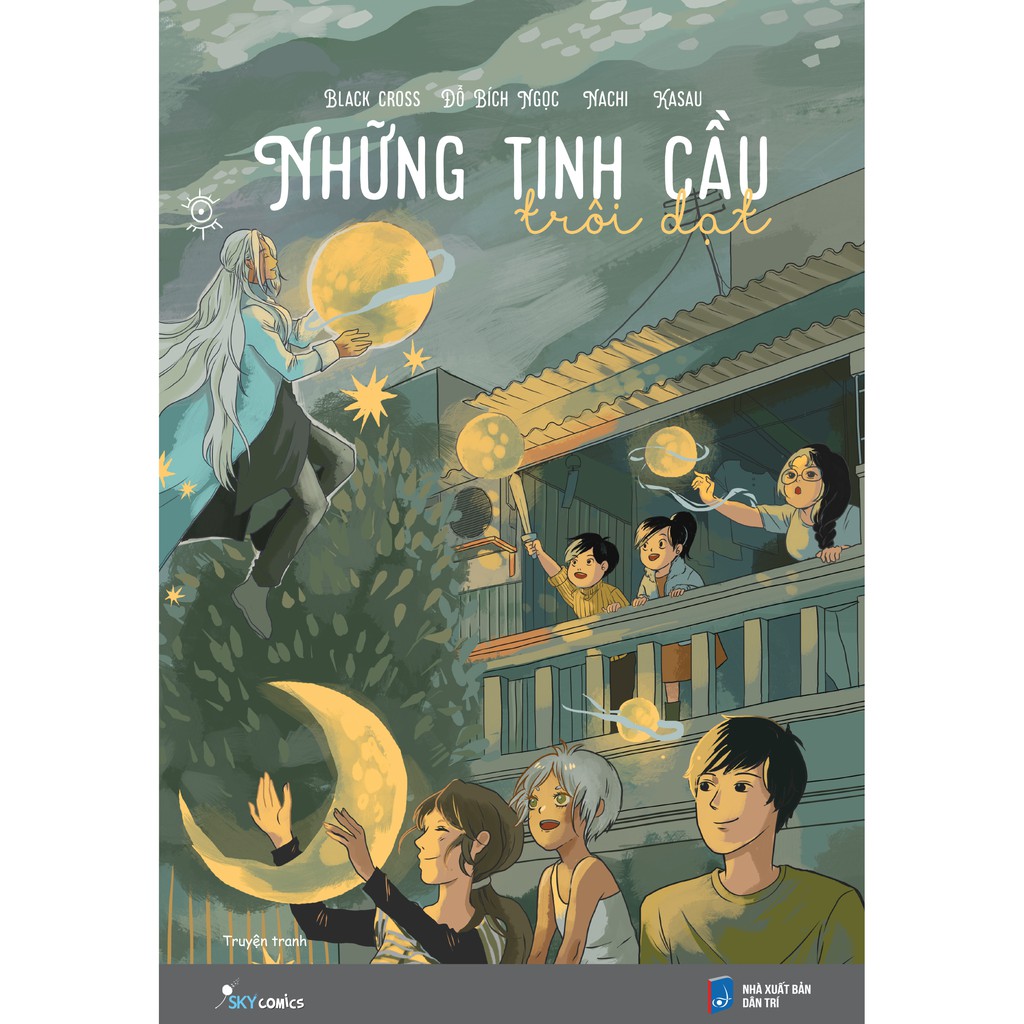 BLACK CROSS ĐỖ BÍCH NGỌC NACHI KASAU
NHỮNG TINH CẦU
trôi dạt
Truyện tranh
SKY COMICS
NHÀ XUẤT BẢN
DÂN TRÍ